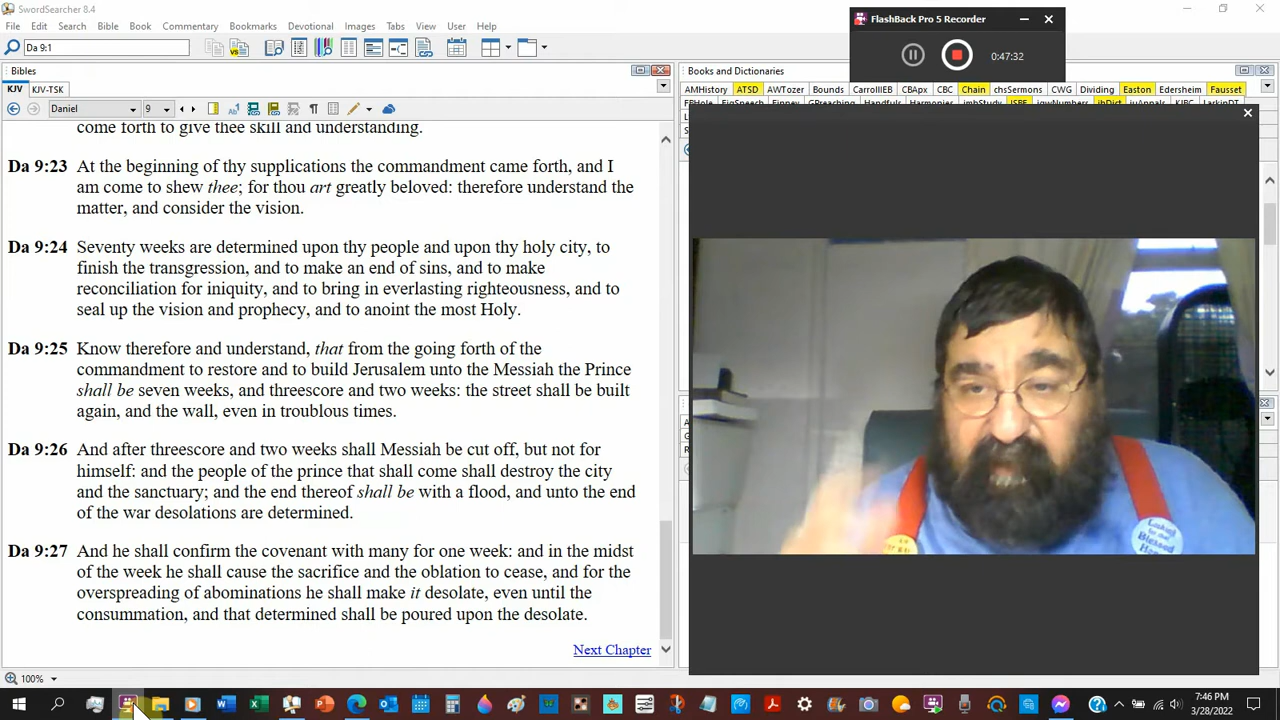 SwordSearcher 8.4
File Edit Search Bible Book Commentary Bookmarks Devotional Images Tabs View User Help
Da 9:1
VS
Bibles
KJV KJV-TSK
Daniel 9
come forth to give thee skill and understanding.
Da 9:23 At the beginning of thy supplications the commandment came forth, and I
am come to shew thee; for thou art greatly beloved: therefore understand the
matter, and consider the vision.
Da 9:24 Seventy weeks are determined upon thy people and upon thy holy city, to
finish the transgression, and to make an end of sins, and to make
reconciliation for iniquity, and to bring in everlasting righteousness, and to
seal up the vision and prophecy, and to anoint the most Holy.
Da 9:25 Know therefore and understand, that from the going forth of the
commandment to restore and to build Jerusalem unto the Messiah the Prince
shall be seven weeks, and threescore and two weeks: the street shall be built
again, and the wall, even in troublous times.
Da 9:26 And after threescore and two weeks shall Messiah be cut off, but not for
himself: and the people of the prince that shall come shall destroy the city
and the sanctuary; and the end thereof shall be with a flood, and unto the end
of the war desolations are determined.
Da 9:27 And he shall confirm the covenant with many for one week: and in the midst
of the week he shall cause the sacrifice and the oblation to cease, and for the
overspreading of abominations he shall make it desolate, even until the
consummation, and that determined shall be poured upon the desolate.
Next Chapter
100%
FlashBack Pro 5 Recorder
0:47:32
Books and Dictionaries
AMHistory ATSD AWTozer Bounds CarrollIEB CBApx CBC Chain chsSermons CWG Dividing Easton Edersheim Fausset
Looking
for the
Blessed
7:46 PM
3/28/2022